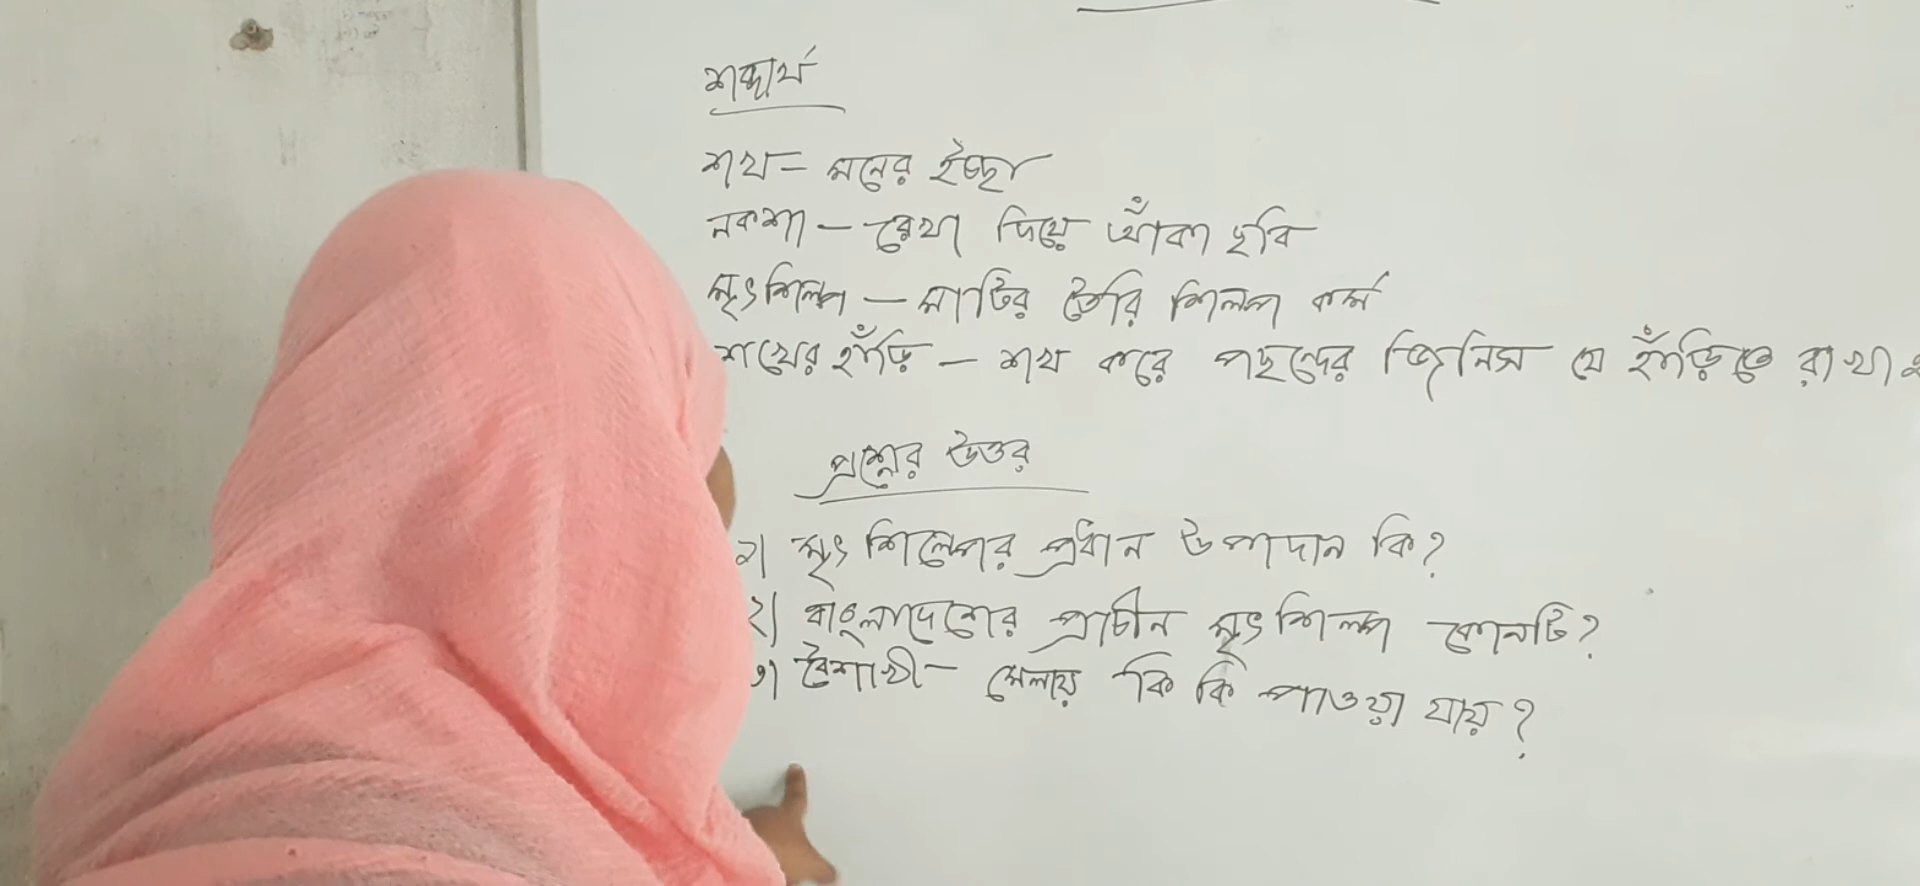 শব্দার্থ
শখ = মনের ইচ্ছা
নকশা – রেখা দিয়ে আঁকা ছবি
মৃৎশিল্প – মাটির তৈরি শিল্প কর্ম
শখের হাঁড়ি – শখ করে পছন্দের জিনিস যে হাঁড়িতে রাখা
প্রশ্নের উত্তর
১) মৃৎশিল্পের প্রধান উপাদান কি?
২) বাংলাদেশের প্রাচীন মৃৎশিল্প কোনটি?
৩) বৈশাখী মেলায় কি কি পাওয়া যায়?